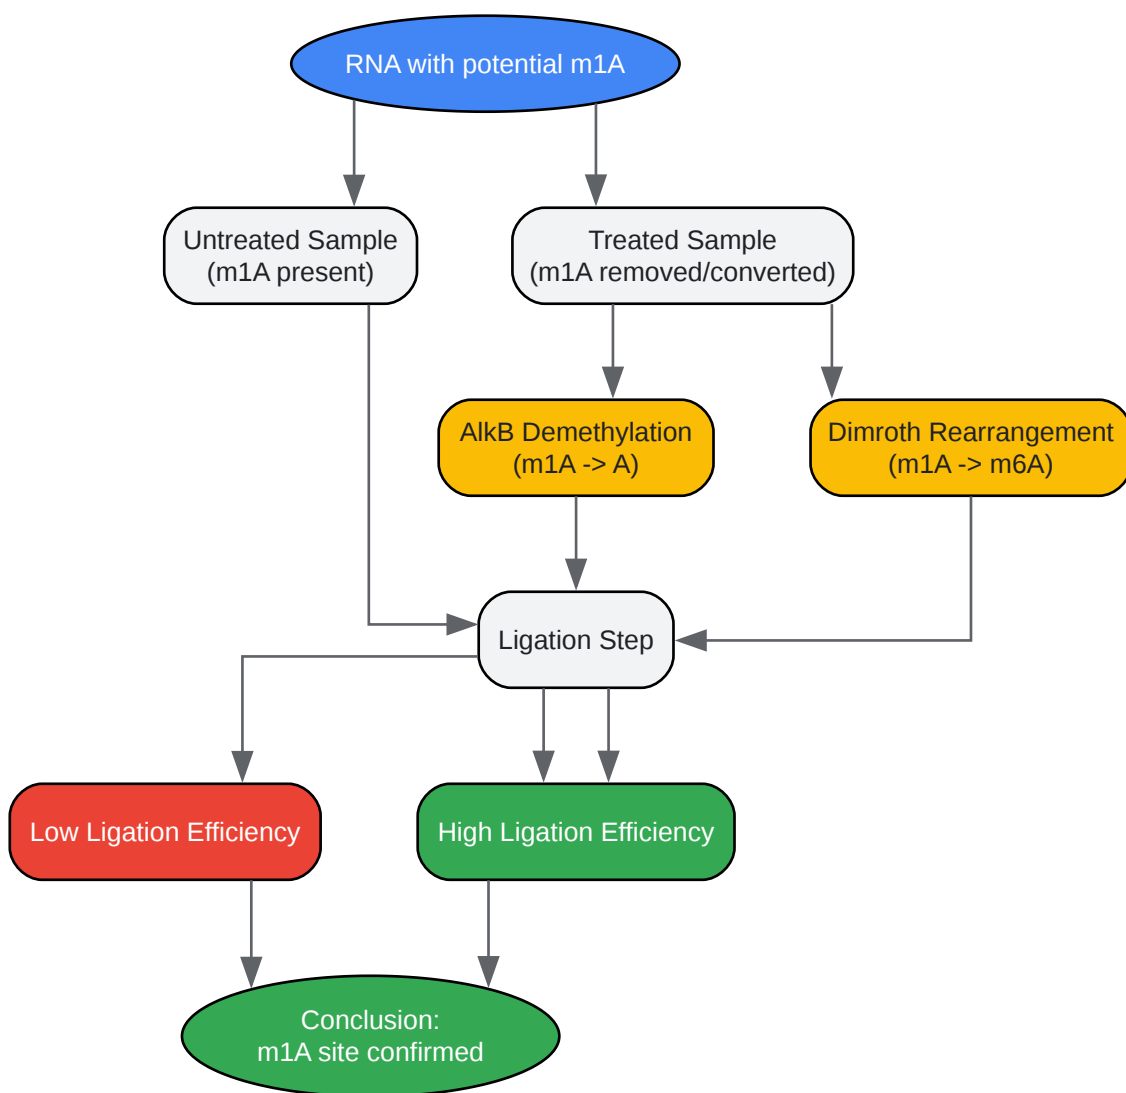 RNA with potential m1A
Untreated Sample
(m1A present)
Treated Sample
(m1A removed/converted)
AlkB Demethylation
(m1A -> A)
Dimroth Rearrangement
(m1A -> m6A)
Ligation Step
Low Ligation Efficiency
High Ligation Efficiency
Conclusion:
m1A site confirmed